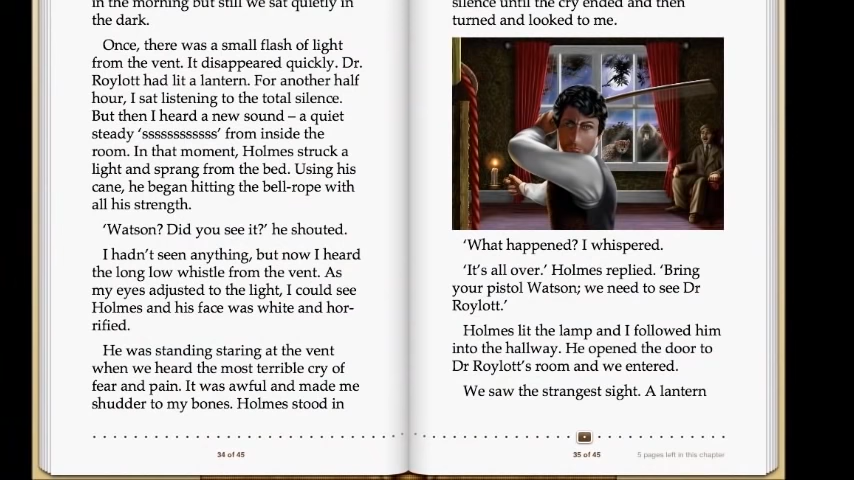 in the morning but still we sat quietly in
the dark.
Once, there was a small flash of light
from the vent. It disappeared quickly. Dr.
Roylott had lit a lantern. For another half
hour, I sat listening to the total silence.
But then I heard a new sound – a quiet
steady ‘ssssssssssss’ from inside the
room. In that moment, Holmes struck a
light and sprang from the bed. Using his
cane, he began hitting the bell-rope with
all his strength.
‘Watson? Did you see it?’ he shouted.
I hadn’t seen anything, but now I heard
the long low whistle from the vent. As
my eyes adjusted to the light, I could see
Holmes and his face was white and hor-
rified.
He was standing staring at the vent
when we heard the most terrible cry of
fear and pain. It was awful and made me
shudder to my bones. Holmes stood in
34 of 45
silence until the cry ended and then
turned and looked to me.
‘What happened? I whispered.
‘It’s all over.’ Holmes replied. ‘Bring
your pistol Watson; we need to see Dr
Roylott.’
Holmes lit the lamp and I followed him
into the hallway. He opened the door to
Dr Roylott’s room and we entered.
We saw the strangest sight. A lantern
35 of 45
5 pages left in this chapter